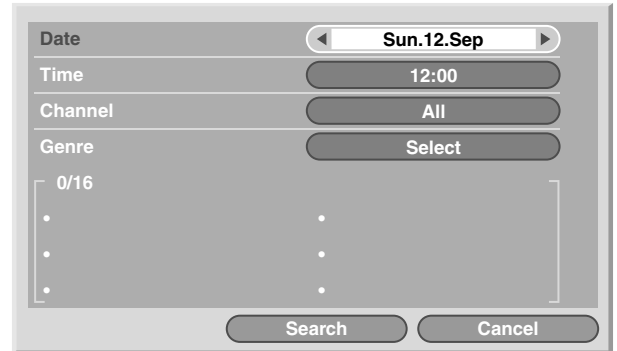 Date Sun.12.Sep
Time 12:00
Channel All
Genre Select
0/16
Search Cancel